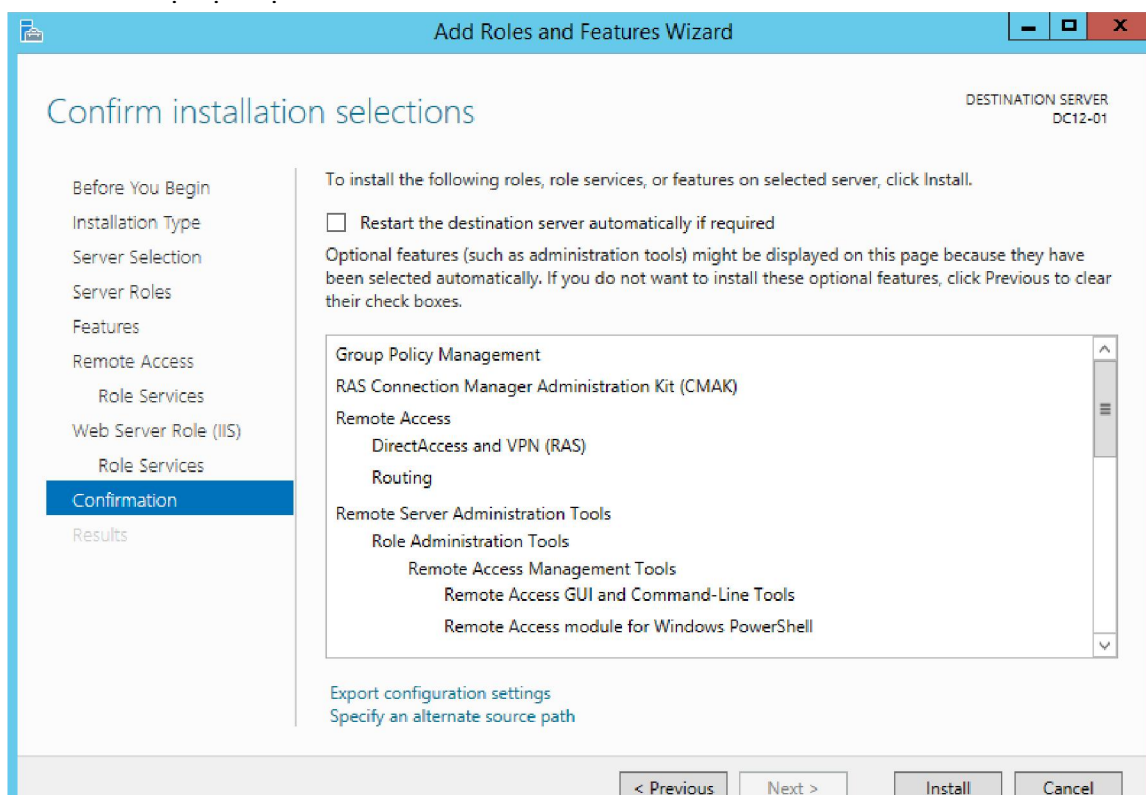 Add Roles and Features Wizard
Confirm installation selections
DESTINATION SERVER
DC12-01
Before You Begin
Installation Type
Server Selection
Server Roles
Features
Remote Access
Role Services
Web Server Role (IIS)
Role Services
Confirmation
Results
To install the following roles, role services, or features on selected server, click Install.
Restart the destination server automatically if required
Optional features (such as administration tools) might be displayed on this page because they have
been selected automatically. If you do not want to install these optional features, click Previous to clear
their check boxes.
Group Policy Management
RAS Connection Manager Administration Kit (CMAK)
Remote Access
DirectAccess and VPN (RAS)
Routing
Remote Server Administration Tools
Role Administration Tools
Remote Access Management Tools
Remote Access GUI and Command-Line Tools
Remote Access module for Windows PowerShell
Export configuration settings
Specify an alternate source path
< Previous
Next >
Install
Cancel